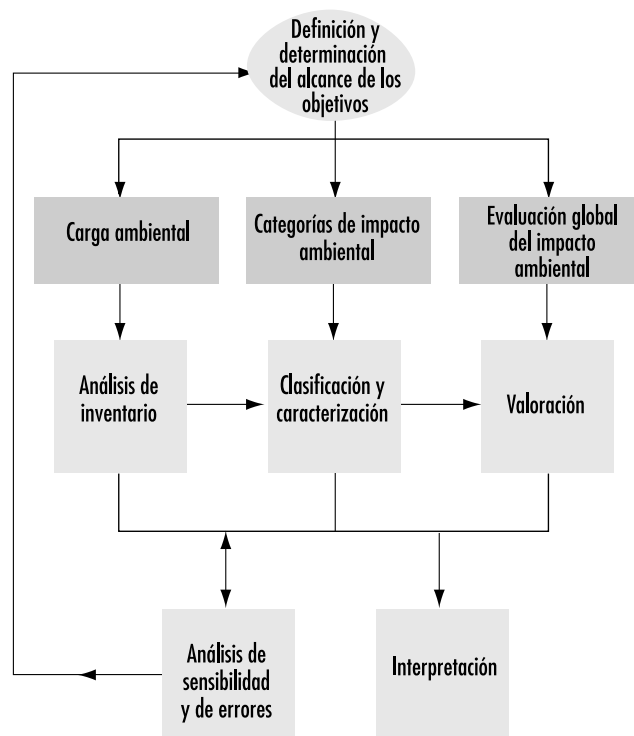 Definición y
determinación
del alcance de los
objetivos
Carga ambiental
Categorías de impacto
ambiental
Evaluación global
del impacto
ambiental
Análisis de
inventario
Clasificación y
caracterización
Valoración
Análisis de
sensibilidad
y de errores
Interpretación